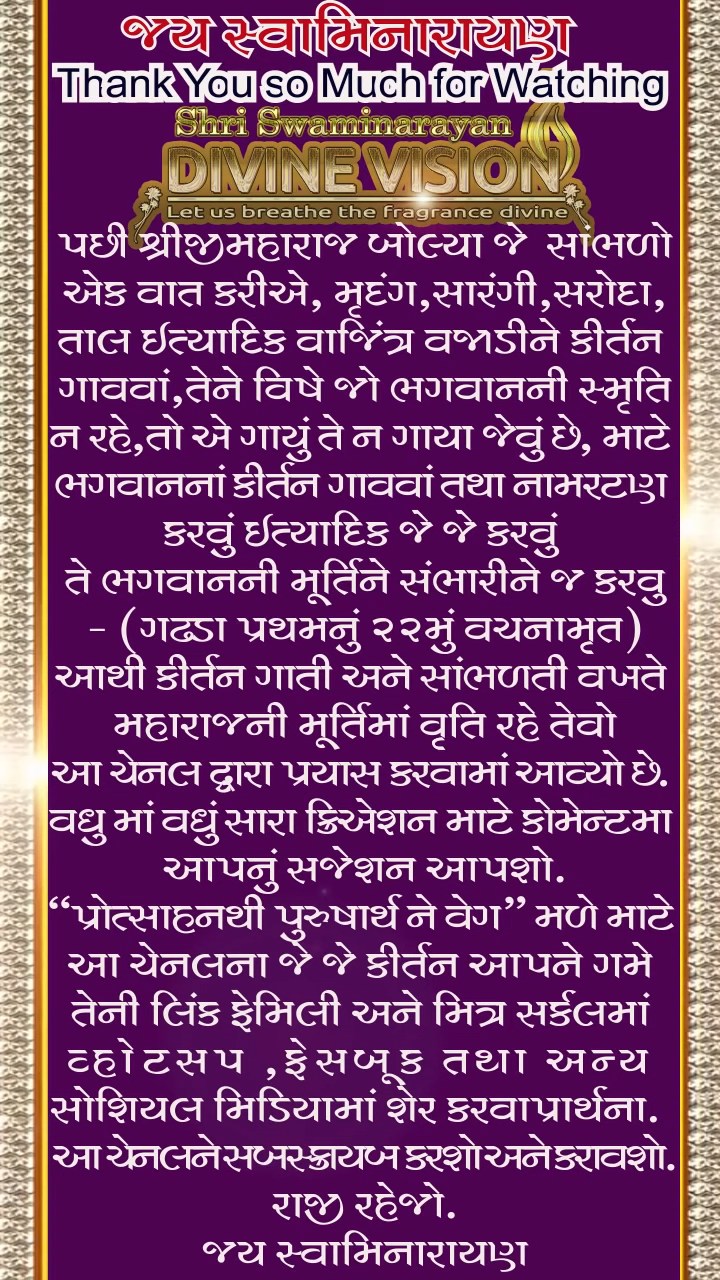 જય સ્વામિનારાયણ
Thank You so Much for Watching
Shri Swaminarayan
DIVINE VISION
Let us breathe the fragrance divine
પછી શ્રીજીમહારાજ બોલ્યા જે સાંભળો
એક વાત કરીએ, મૃદંગ,સારંગી,સરોદા,
તાલ ઇત્યાદિક વાજિંત્ર વજાડીને કીર્તન
ગાવવાં,તેને વિષે જો ભગવાનની સ્મૃતિ
ન રહે,તો એ ગાયું તે ન ગાયા જેવું છે, માટે
ભગવાનનાં કીર્તન ગાવવાં તથા નામરટણ
કરવું ઇત્યાદિક જે જે કરવું
તે ભગવાનની મૂર્તિને સંભારીને જ કરવુ
- (ગઢડા પ્રથમનું ૨૨મું વચનામૃત)
આથી કીર્તન ગાતી અને સાંભળતી વખતે
મહારાજની મૂર્તિમાં વૃતિ રહે તેવો
આ ચેનલ દ્વારા પ્રયાસ કરવામાં આવ્યો છે.
વધુ માં વધું સારા ક્રિએશન માટે કોમેન્ટમા
આપનું સજેશન આપશો.
“પ્રોત્સાહનથી પુરુષાર્થ ને વેગ” મળે માટે
આ ચેનલના જે જે કીર્તન આપને ગમે
તેની લિંક ફેમિલી અને મિત્ર સર્કલમાં
વ્હોટસપ ,ફેસબૂક તથા અન્ય
સોશિયલ મિડિયામાં શેર કરવાપ્રાર્થના.
આ ચેનલને સબસ્ક્રાયબ કરશો અને કરાવશો.
રાજી રહેજો.
જય સ્વામિનારાયણ